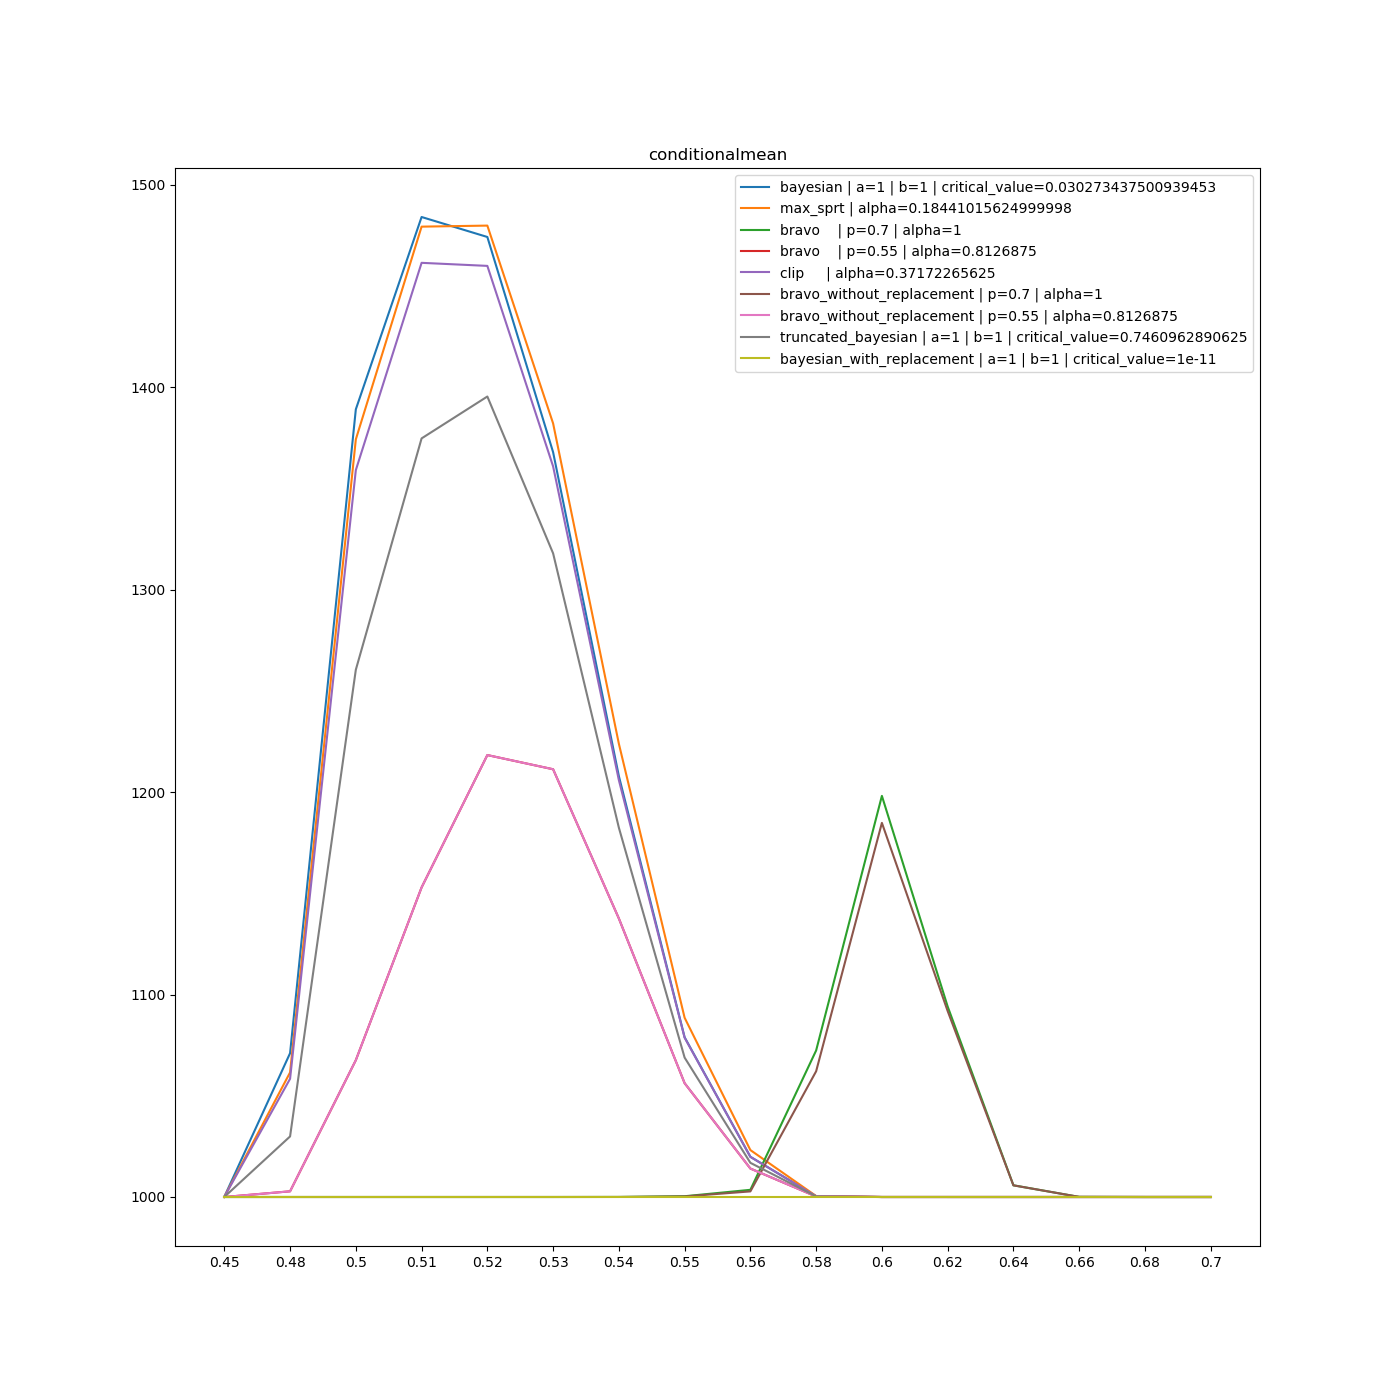 conditionalmean
1500
1400
1300
1200
1100
1000
bayesian | a=1 | b=1 | critical_value=0.030273437500939453
max_sprt | alpha=0.18441015624999998
bravo    | p=0.7 | alpha=1
bravo    | p=0.55 | alpha=0.8126875
clip     | alpha=0.37172265625
bravo_without_replacement | p=0.7 | alpha=1
bravo_without_replacement | p=0.55 | alpha=0.8126875
truncated_bayesian | a=1 | b=1 | critical_value=0.7460962890625
bayesian_with_replacement | a=1 | b=1 | critical_value=1e-11
0.45 0.48 0.5 0.51 0.52 0.53 0.54 0.55 0.56 0.58 0.6 0.62 0.64 0.66 0.68 0.7